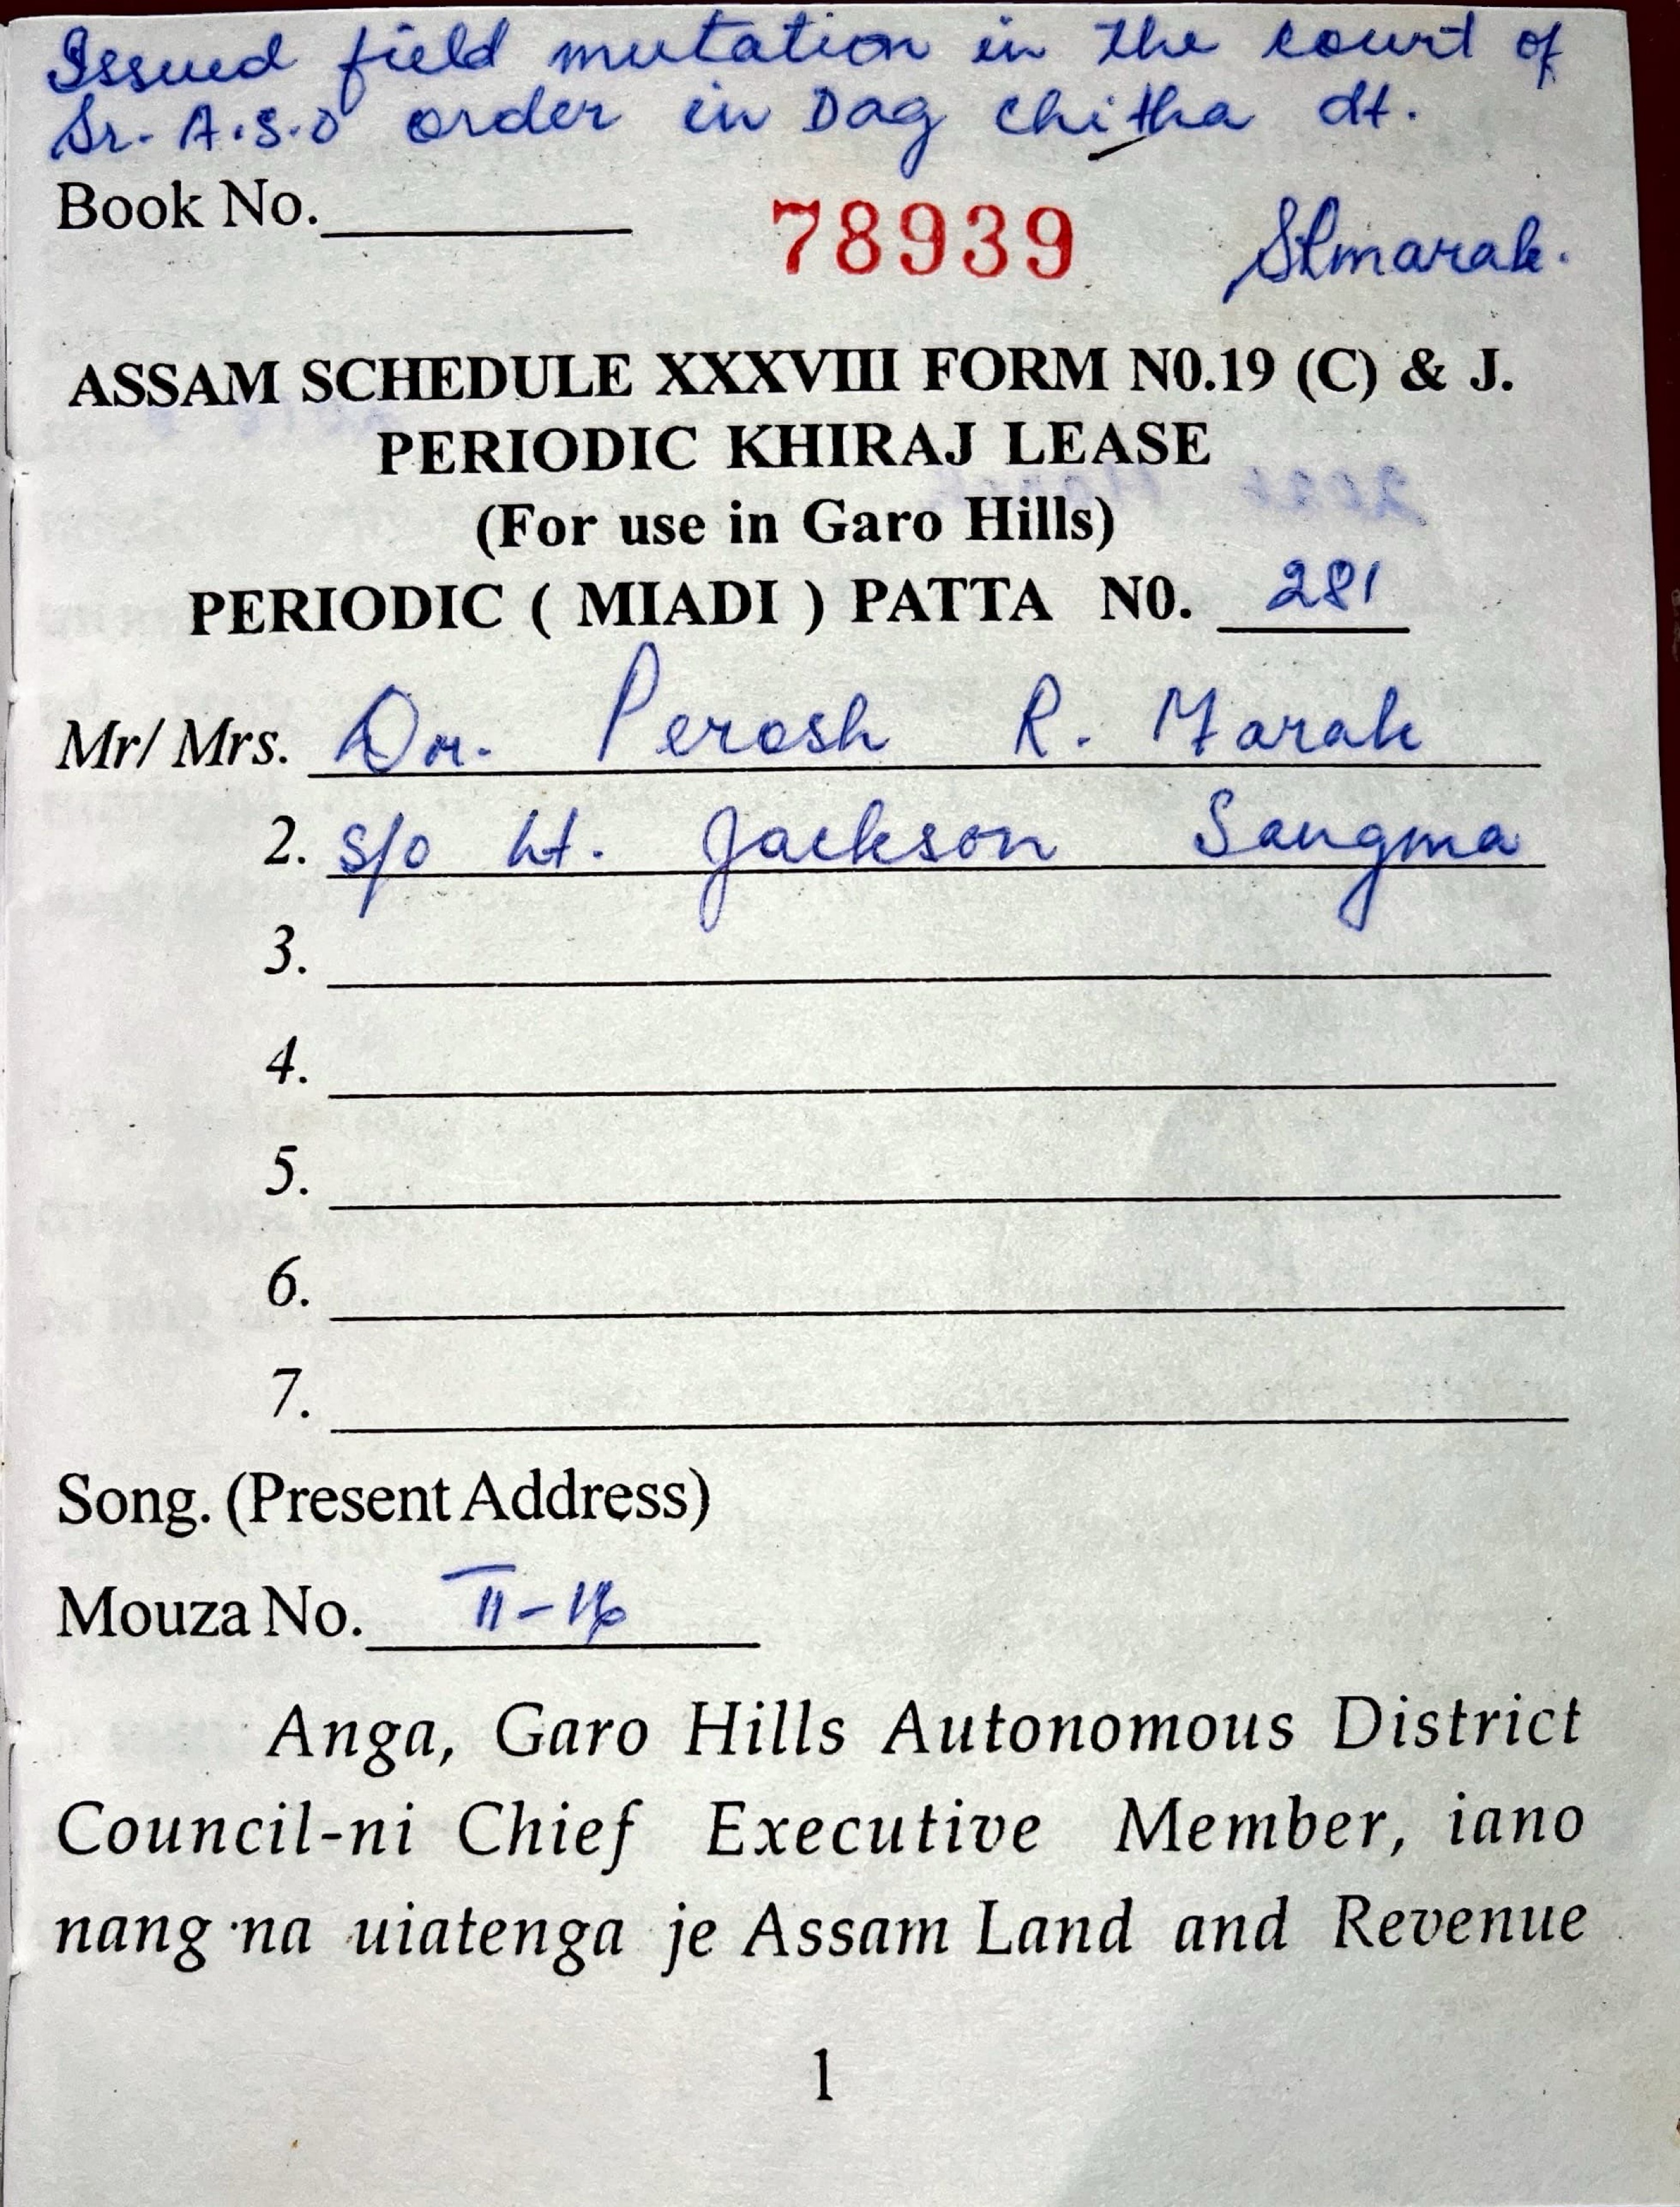 Issued field mutation in the court of
Sr. A.S.O order in Dag chitha dt.
Book No. 78939 Slmarak.
ASSAM SCHEDULE XXXVIII FORM N0.19 (C) & J.
PERIODIC KHIRAJ LEASE
(For use in Garo Hills)
PERIODIC ( MIADI ) PATTA N0. 281
Mr/ Mrs. Dr. Perosh R. Marak
2. s/o Lt. Jackson Sangma
3.
4.
5.
6.
7.
Song. (Present Address)
Mouza No. II-16
Anga, Garo Hills Autonomous District
Council-ni Chief Executive Member, iano
nang·na uiatenga je Assam Land and Revenue
1